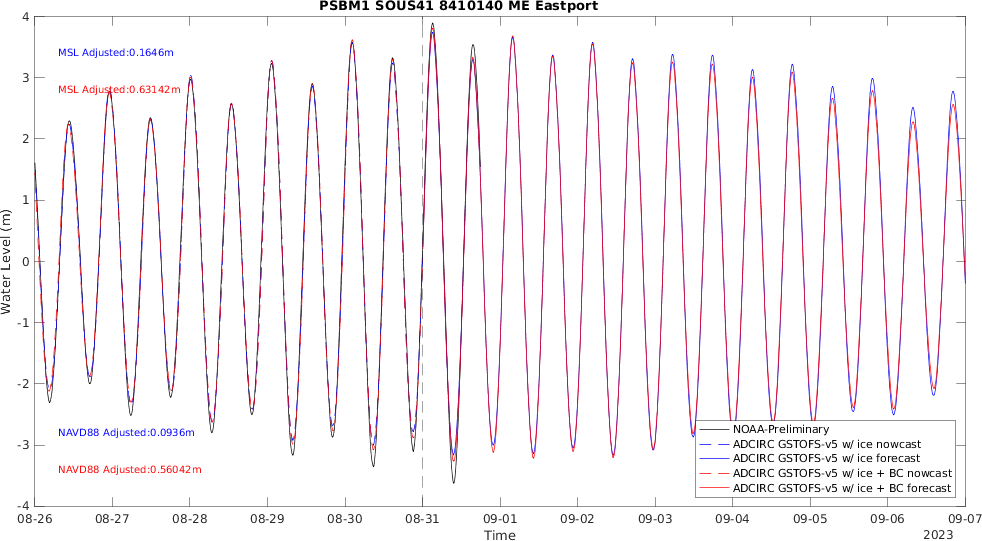 PSBM1 SOUS41 8410140 ME Eastport
4
MSL Adjusted:0.1646m
3
MSL Adjusted:0.63142m
2
1
Water Level (m)
0
-1
-2
NAVD88 Adjusted:0.0936m
NOAA-Preliminary
-3
ADCIRC GSTOFS-v5 w/ ice nowcast
ADCIRC GSTOFS-v5 w/ ice forecast
NAVD88 Adjusted:0.56042m
ADCIRC GSTOFS-v5 w/ ice + BC nowcast
ADCIRC GSTOFS-v5 w/ ice + BC forecast
-4
08-26 08-27 08-28 08-29 08-30 08-31 09-01 09-02 09-03 09-04 09-05 09-06 09-07
Time
2023